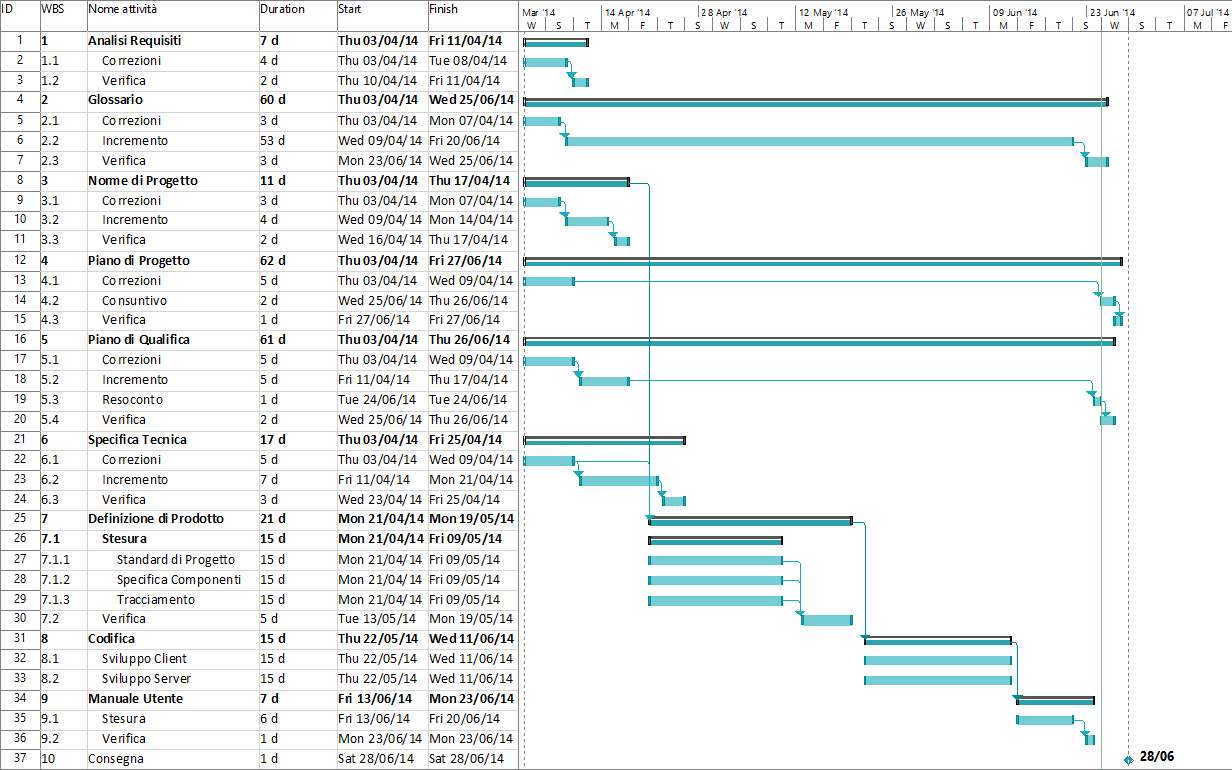 ID WBS Nome attività Duration Start Finish Mar '14 14 Apr '14 28 Apr '14 12 May '14 26 May '14 09 Jun '14 23 Jun '14 07 Jul '14
W S T M F T S W S T M F T S W S T M F T S W S T M F
1 1 Analisi Requisiti 7 d Thu 03/04/14 Fri 11/04/14
2 1.1 Correzioni 4 d Thu 03/04/14 Tue 08/04/14
3 1.2 Verifica 2 d Thu 10/04/14 Fri 11/04/14
4 2 Glossario 60 d Thu 03/04/14 Wed 25/06/14
5 2.1 Correzioni 3 d Thu 03/04/14 Mon 07/04/14
6 2.2 Incremento 53 d Wed 09/04/14 Fri 20/06/14
7 2.3 Verifica 3 d Mon 23/06/14 Wed 25/06/14
8 3 Norme di Progetto 11 d Thu 03/04/14 Thu 17/04/14
9 3.1 Correzioni 3 d Thu 03/04/14 Mon 07/04/14
10 3.2 Incremento 4 d Wed 09/04/14 Mon 14/04/14
11 3.3 Verifica 2 d Wed 16/04/14 Thu 17/04/14
12 4 Piano di Progetto 62 d Thu 03/04/14 Fri 27/06/14
13 4.1 Correzioni 5 d Thu 03/04/14 Wed 09/04/14
14 4.2 Consuntivo 2 d Wed 25/06/14 Thu 26/06/14
15 4.3 Verifica 1 d Fri 27/06/14 Fri 27/06/14
16 5 Piano di Qualifica 61 d Thu 03/04/14 Thu 26/06/14
17 5.1 Correzioni 5 d Thu 03/04/14 Wed 09/04/14
18 5.2 Incremento 5 d Fri 11/04/14 Thu 17/04/14
19 5.3 Resoconto 1 d Tue 24/06/14 Tue 24/06/14
20 5.4 Verifica 2 d Wed 25/06/14 Thu 26/06/14
21 6 Specifica Tecnica 17 d Thu 03/04/14 Fri 25/04/14
22 6.1 Correzioni 5 d Thu 03/04/14 Wed 09/04/14
23 6.2 Incremento 7 d Fri 11/04/14 Mon 21/04/14
24 6.3 Verifica 3 d Wed 23/04/14 Fri 25/04/14
25 7 Definizione di Prodotto 21 d Mon 21/04/14 Mon 19/05/14
26 7.1 Stesura 15 d Mon 21/04/14 Fri 09/05/14
27 7.1.1 Standard di Progetto 15 d Mon 21/04/14 Fri 09/05/14
28 7.1.2 Specifica Componenti 15 d Mon 21/04/14 Fri 09/05/14
29 7.1.3 Tracciamento 15 d Mon 21/04/14 Fri 09/05/14
30 7.2 Verifica 5 d Tue 13/05/14 Mon 19/05/14
31 8 Codifica 15 d Thu 22/05/14 Wed 11/06/14
32 8.1 Sviluppo Client 15 d Thu 22/05/14 Wed 11/06/14
33 8.2 Sviluppo Server 15 d Thu 22/05/14 Wed 11/06/14
34 9 Manuale Utente 7 d Fri 13/06/14 Mon 23/06/14
35 9.1 Stesura 6 d Fri 13/06/14 Fri 20/06/14
36 9.2 Verifica 1 d Mon 23/06/14 Mon 23/06/14
37 10 Consegna 1 d Sat 28/06/14 Sat 28/06/14 28/06